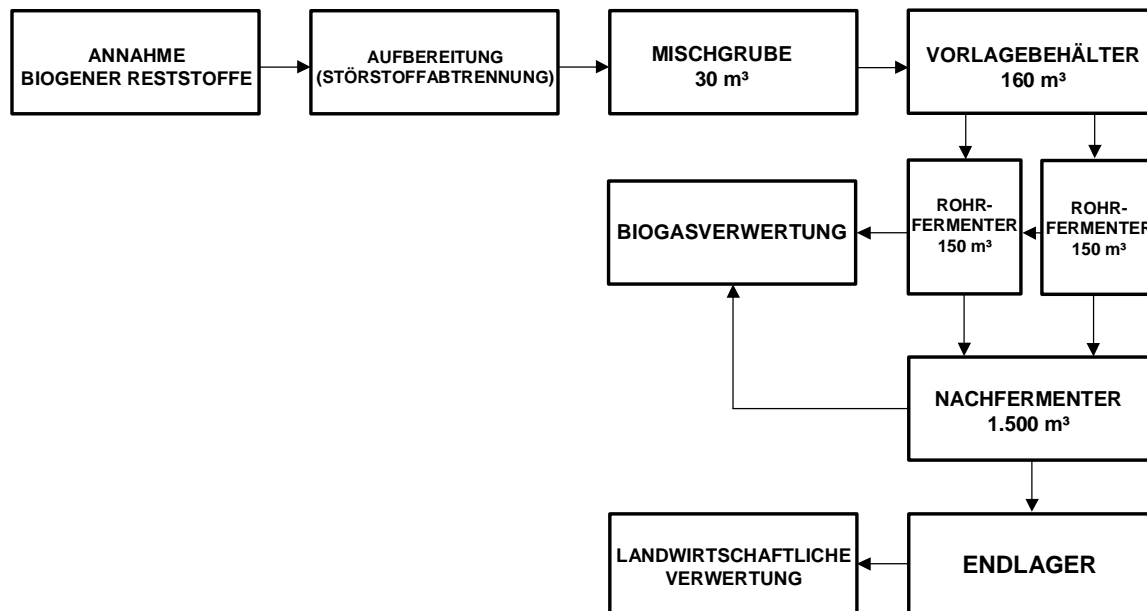 ANNAHME
BIOGENER RESTSTOFFE
AUFBEREITUNG
(STÖRSTOFFABTRENNUNG)
MISCHGRUBE
30 m³
VORLAGEBEHÄLTER
160 m³
BIOGASVERWERTUNG
ROHR-
FERMENTER
150 m³
ROHR-
FERMENTER
150 m³
NACHFERMENTER
1.500 m³
LANDWIRTSCHAFTLICHE
VERWERTUNG
ENDLAGER